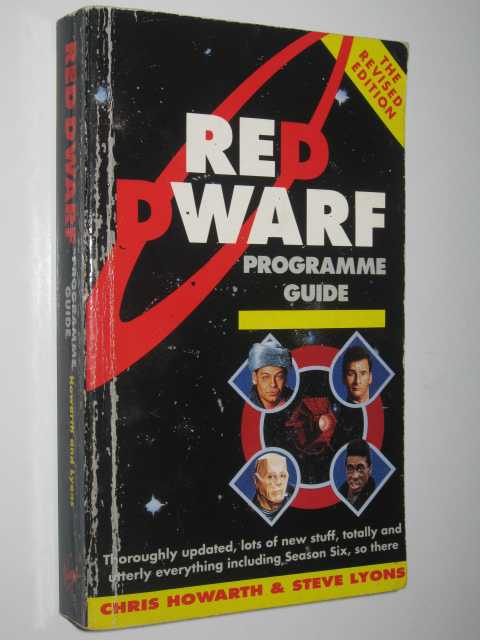 THE
REVISED
EDITION
RED
DWARF
PROGRAMME
GUIDE
Thoroughly updated, lots of new stuff, totally and
utterly everything including Season Six, so there
CHRIS HOWARTH & STEVE LYONS
RED DWARF PROGRAMME
GUIDE
Howarth and Lyons